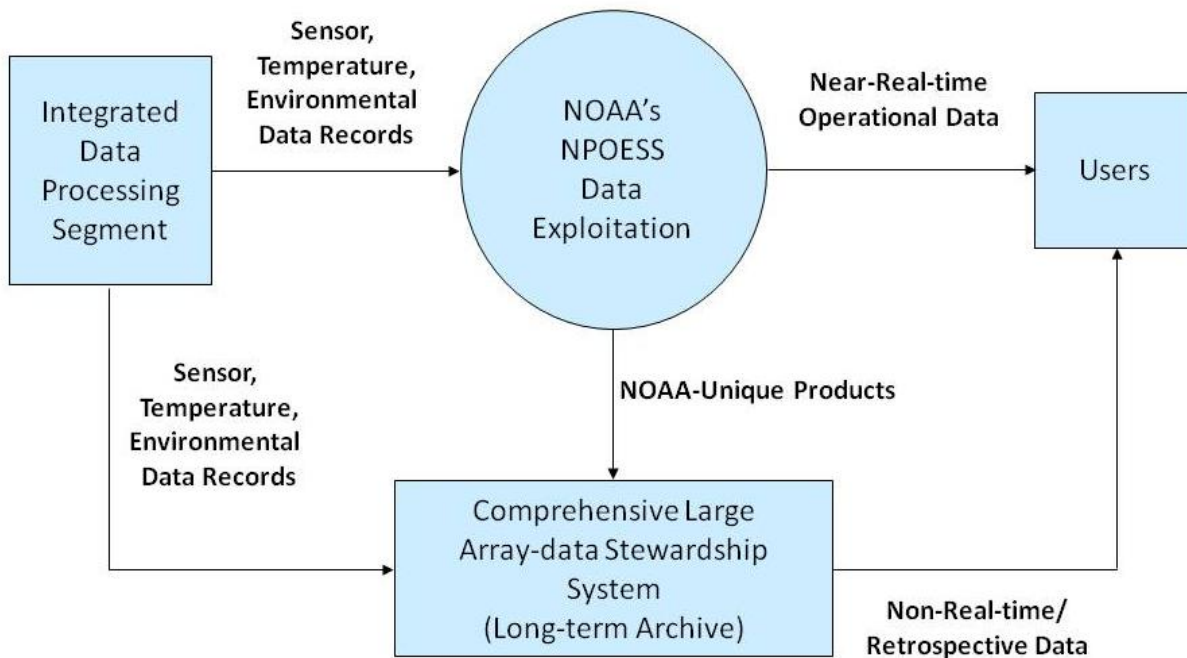 Sensor,
Temperature,
Environmental
Data Records
Integrated
Data
Processing
Segment
NOAA's
NPOESS
Data
Exploitation
Near-Real-time
Operational Data
Users
Sensor,
Temperature,
Environmental
Data Records
NOAA-Unique Products
Comprehensive Large
Array-data Stewardship
System
(Long-term Archive)
Non-Real-time/
Retrospective Data